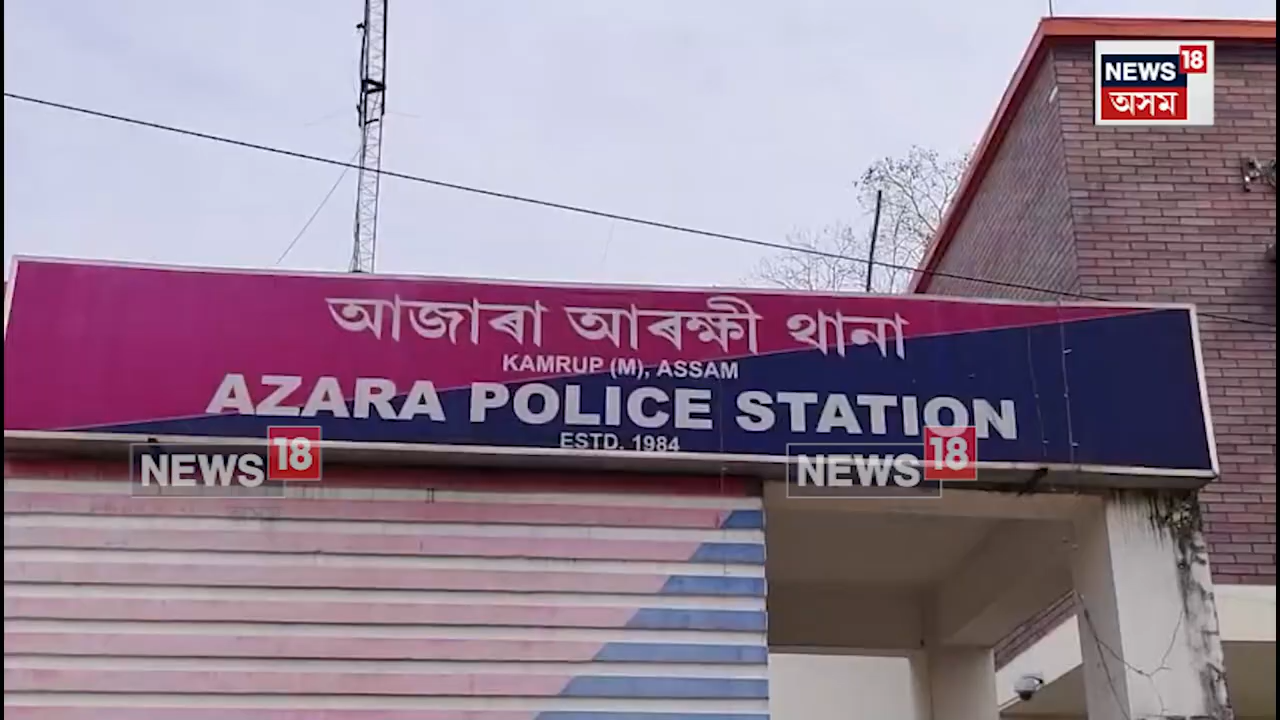 NEWS 18
অসম
আজাৰা আৰক্ষী থানা
KAMRUP (M), ASSAM
AZARA POLICE STATION
ESTD. 1984
NEWS 18
NEWS 18